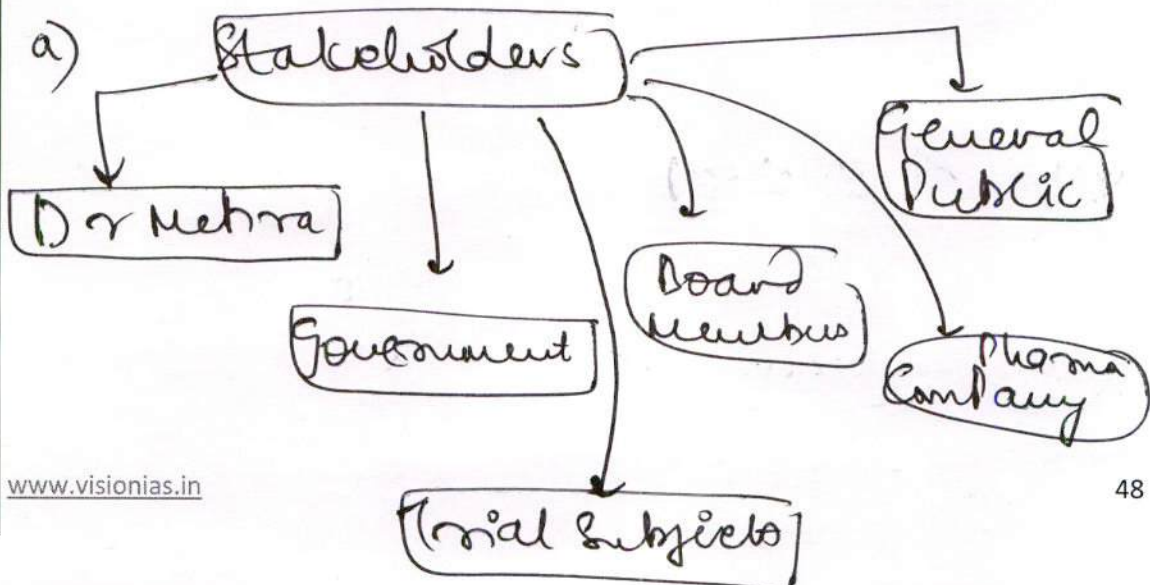 a)
Stakeholders
Dr Mehra
Government
Trial Subjects
Board
Members
Pharma
Company
General
Public
www.visionias.in
48